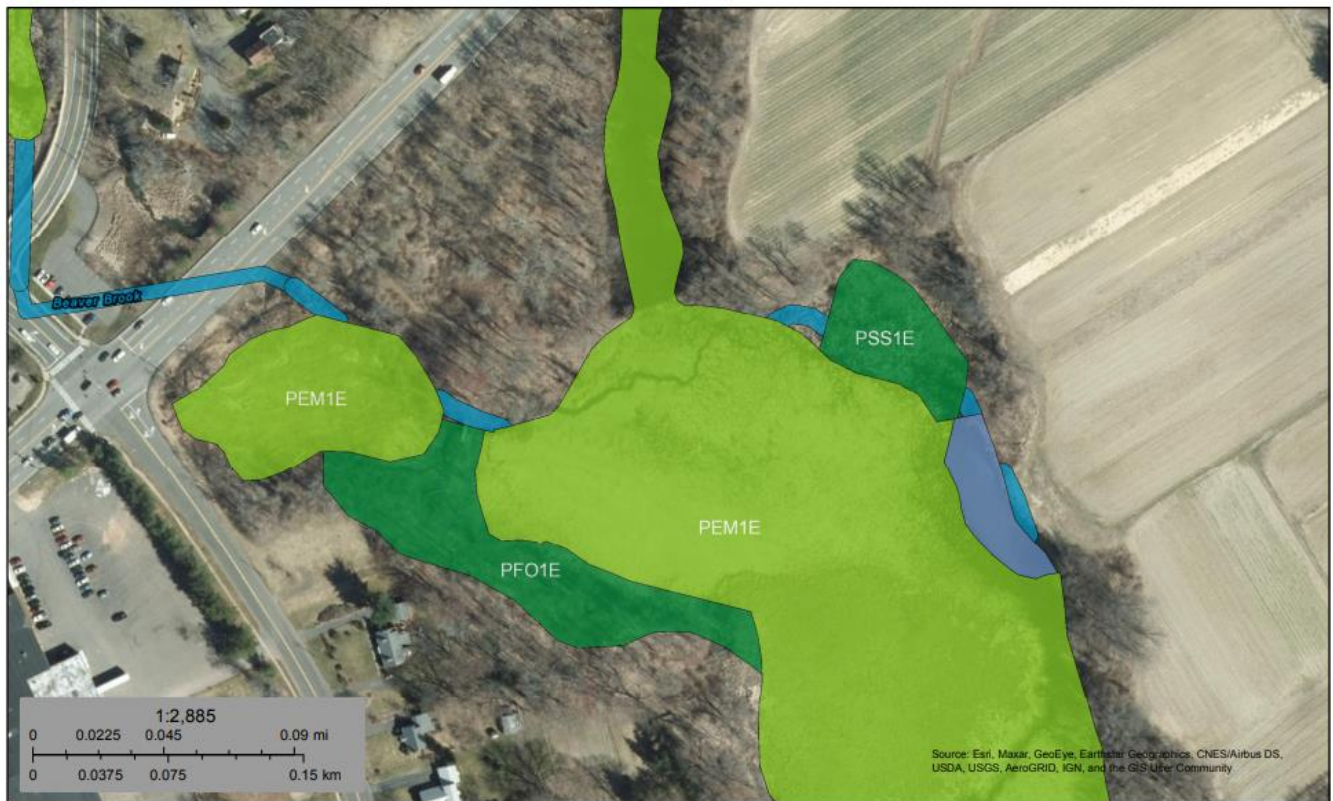 Beaver Brook
PSS1E
PEM1E
PEM1E
PFO1E
1:2,885
0 0.0225 0.045 0.09 mi
0 0.0375 0.075 0.15 km
Source: Esri, Maxar, GeoEye, Earthstar Geographics, CNES/Airbus DS,
USDA, USGS, AeroGRID, IGN, and the GIS User Community